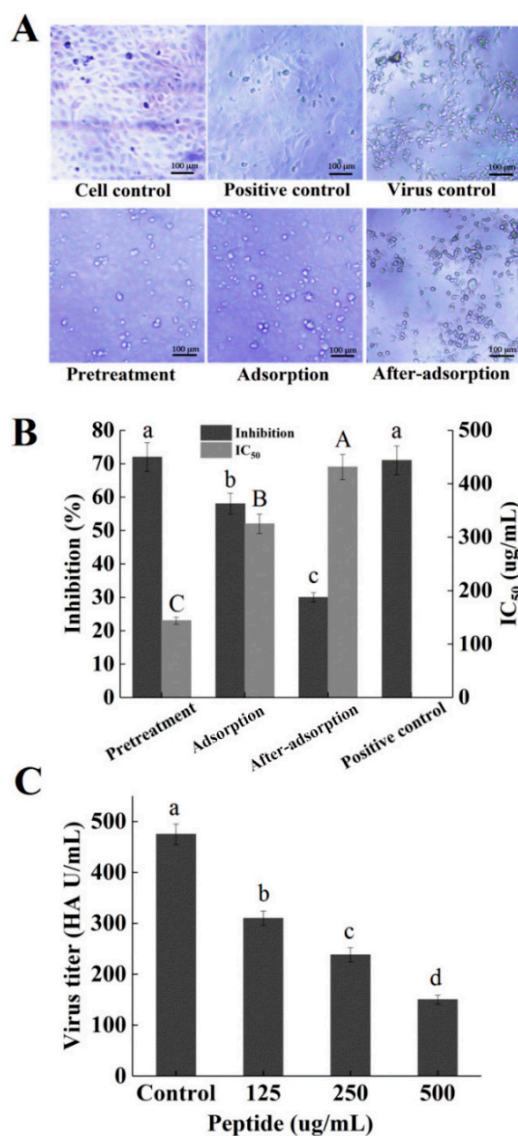 A
100 μm
100 μm
100 μm
Cell control
Positive control
Virus control
100 μm
100 μm
100 μm
Pretreatment
Adsorption
After-adsorption
B
80
70
60
50
40
30
20
10
0
Inhibition (%)
a
b
c
a
C
B
A
Inhibition
IC50
500
400
300
200
100
0
IC50 (ug/mL)
Pretreatment
Adsorption
After-adsorption
Positive control
C
500
400
300
200
100
0
Virus titer (HA U/mL)
a
b
c
d
Control
125
250
500
Peptide (ug/mL)